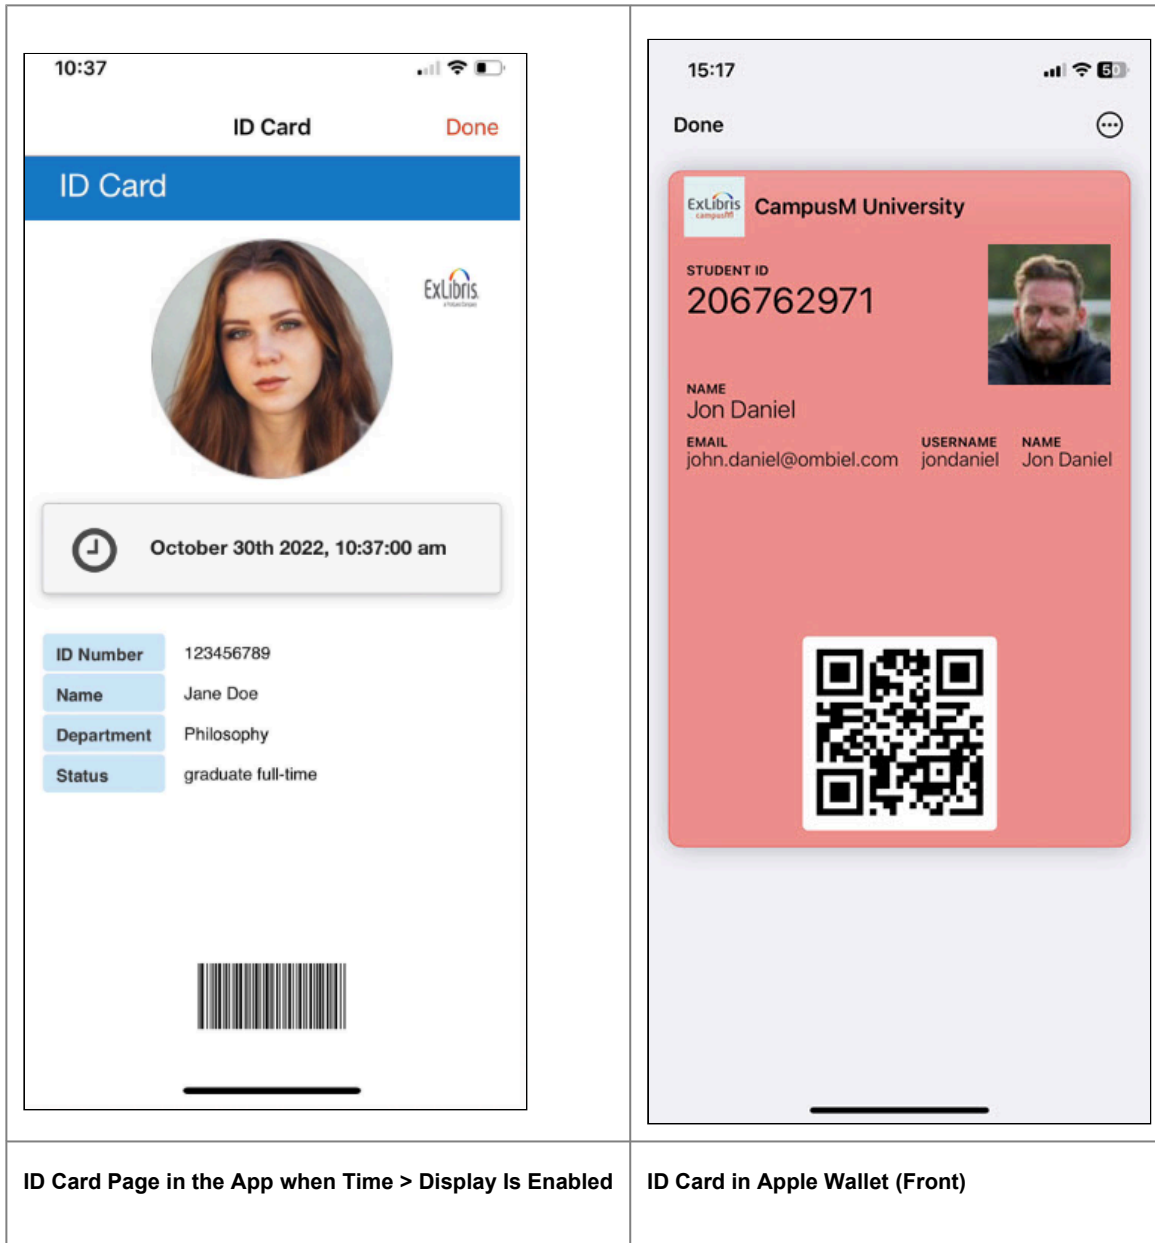 10:37
ID Card
Done
ID Card
ExLibris
October 30th 2022, 10:37:00 am
ID Number 123456789
Name Jane Doe
Department Philosophy
Status graduate full-time
ID Card Page in the App when Time > Display Is Enabled
15:17
50
Done
ExLibris
campusM
CampusM University
STUDENT ID
206762971
NAME
Jon Daniel
EMAIL USERNAME NAME
john.daniel@ombiel.com jondaniel Jon Daniel
ID Card in Apple Wallet (Front)